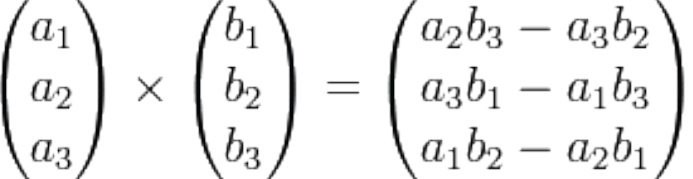 (a₁ a₂ a₃) × (b₁ b₂ b₃) = (a₂b₃ − a₃b₂ a₃b₁ − a₁b₃ a₁b₂ − a₂b₁)